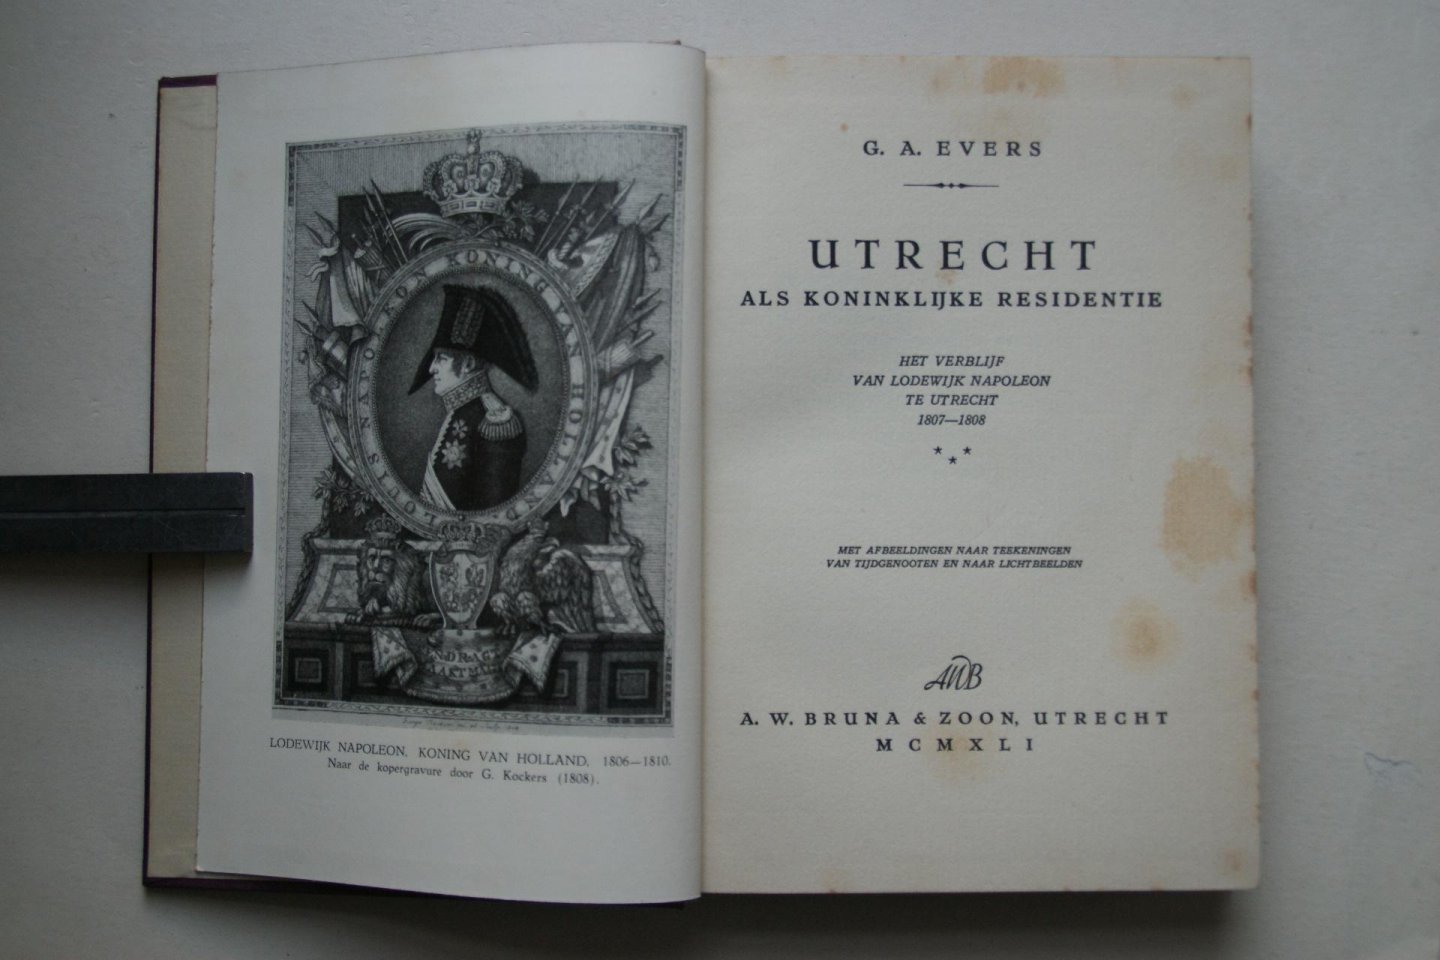 LOUIS NAPOLEON KONING VAN HOLLAND.
LODEWIJK NAPOLEON, KONING VAN HOLLAND, 1806—1810.
Naar de kopergravure door G. Kockers (1808).
G. A. EVERS
UTRECHT
ALS KONINKLIJKE RESIDENTIE
HET VERBLIJF
VAN LODEWIJK NAPOLEON
TE UTRECHT
1807—1808
MET AFBEELDINGEN NAAR TEEKENINGEN
VAN TIJDGENOOTEN EN NAAR LICHTBEELDEN
AWB
A. W. BRUNA & ZOON, UTRECHT
MCMXLI